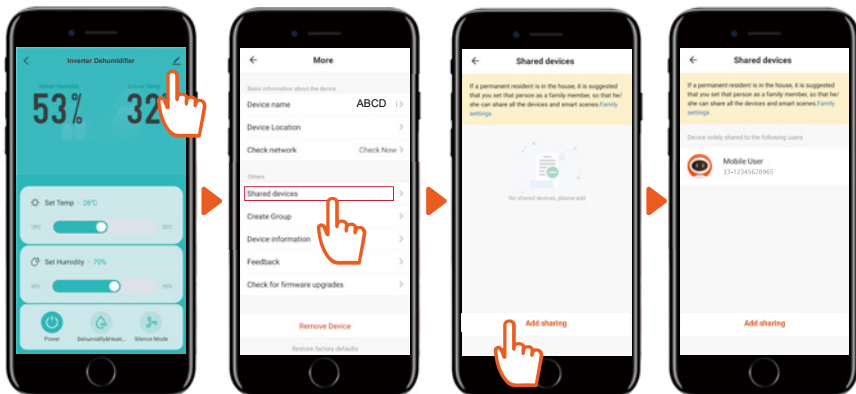 Inverter Dehumidifier
Indoor Humidity
Indoor Temp
53%
32
Set Temp · 26°C
Set Humidity · 70%
Power
Dehumidify&Heati...
Silence Mode
More
Basic information about the device
Device name
ABCD
Device Location
Check network
Check Now
Others
Shared devices
Create Group
Device information
Feedback
Check for firmware upgrades
Remove Device
Restore factory defaults
Shared devices
If a permanent resident is in the house, it is suggested
that you set that person as a family member, so that he/
she can share all the devices and smart scenes.Family
settings
No shared devices, please add
Add sharing
Shared devices
If a permanent resident is in the house, it is suggested
that you set that person as a family member, so that he/
she can share all the devices and smart scenes.Family
settings
Device solely shared to the following users
Mobile User
33-12345678965
Add sharing